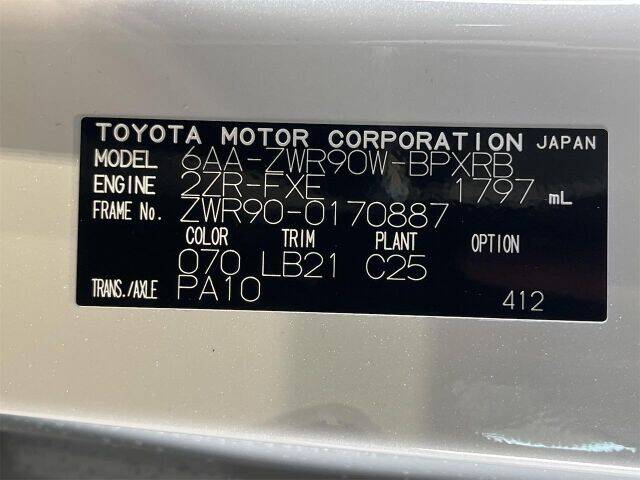 TOYOTA MOTOR CORPORATION JAPAN
MODEL 6AA-ZWR90W-BPXRB
ENGINE 2ZR-FXE 1797 mL
FRAME No. ZWR90-0170887
COLOR TRIM PLANT OPTION
070 LB21 C25
TRANS./AXLE PA10 412